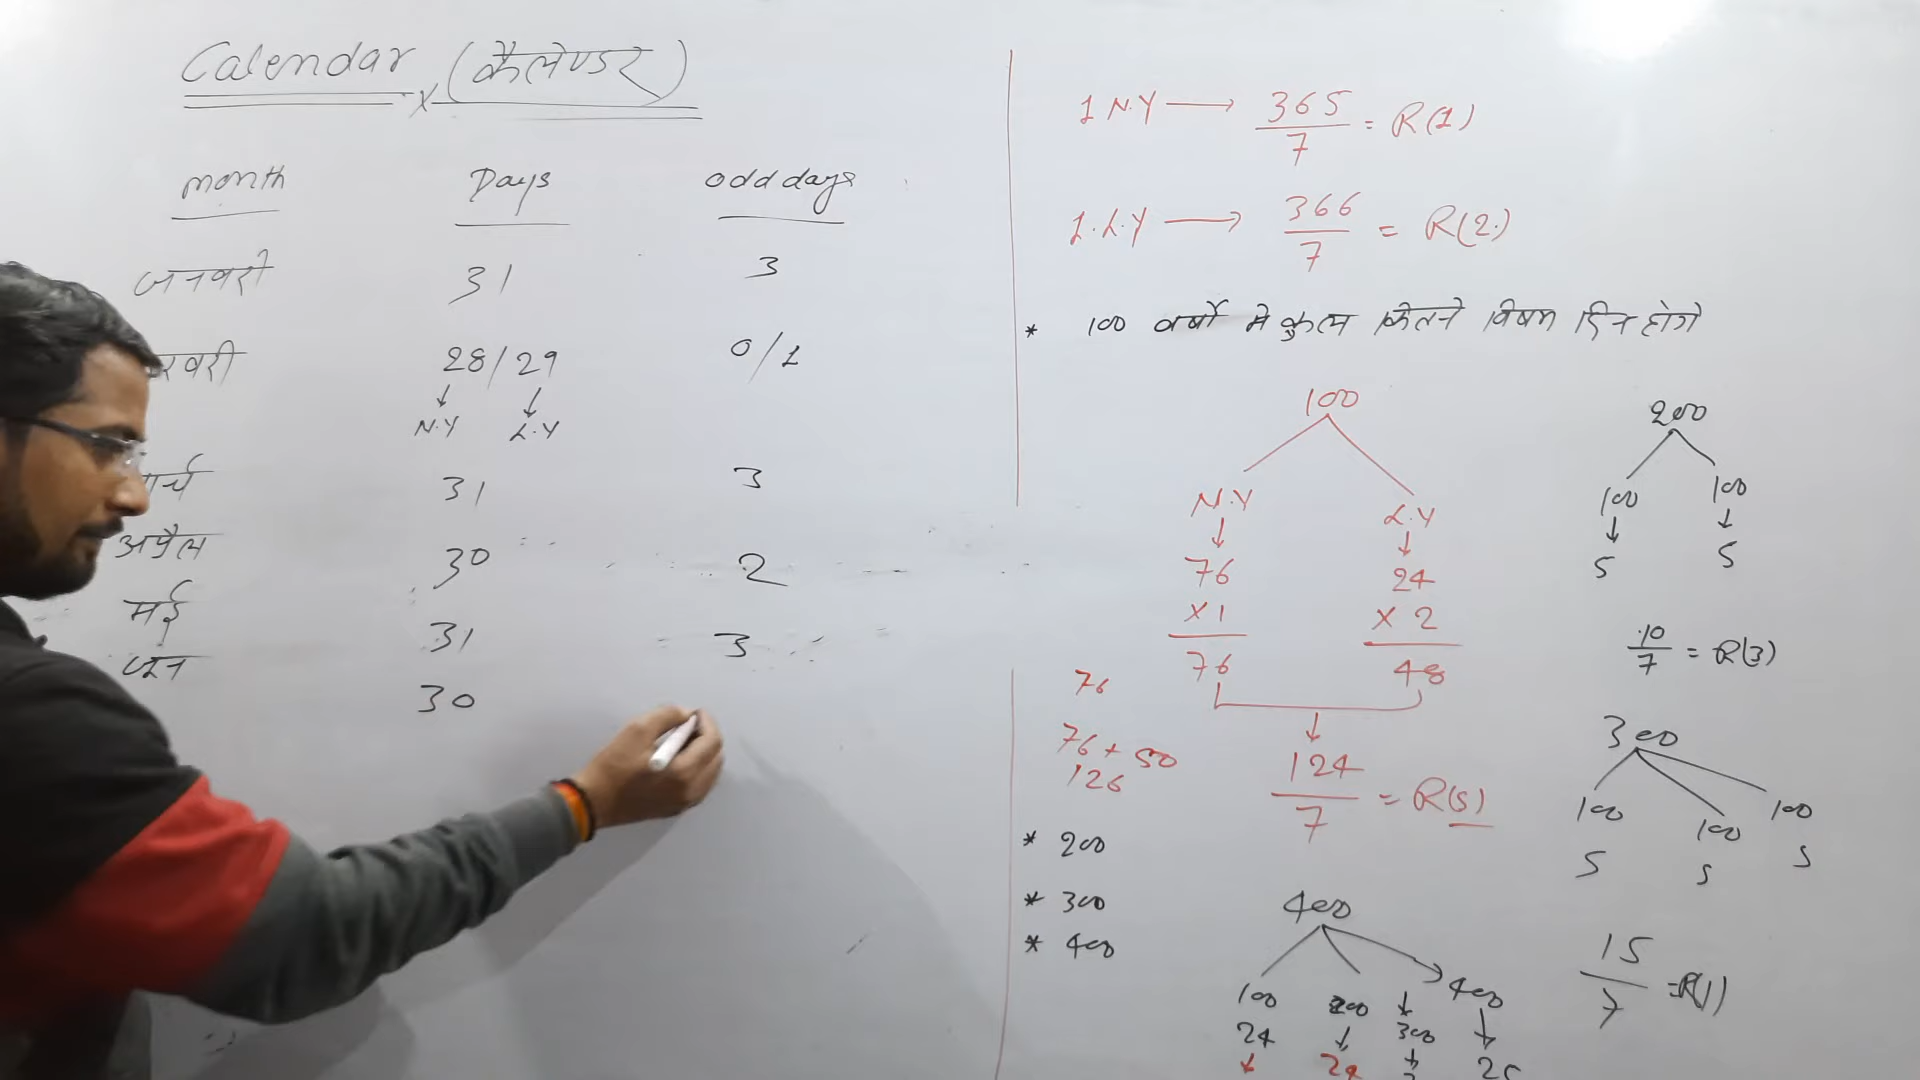 Calendar (कैलेण्डर)
x
month Days odd days
जनवरी 31 3
रवरी 28/29 0/1
↓ ↓
N.Y L.Y
मार्च 31 3
अप्रैल 30 2
मई 31 3
जून 30
1 N.Y → 365/7 = R(1)
1.L.Y → 366/7 = R(2)
* 100 वर्षो मे कुल कितने विषम दिन होगे
100
N.Y L.Y
↓ ↓
76 24
x1 x 2
76 48
↓
124/7 = R(5)
76
76 + 50
126
* 200
* 300
* 400
200
100 100
↓ ↓
5 5
10/7 = R(3)
300
100 100 100
5 5 5
15/7 = R(1)
400
100 200 300 400
24 24 25